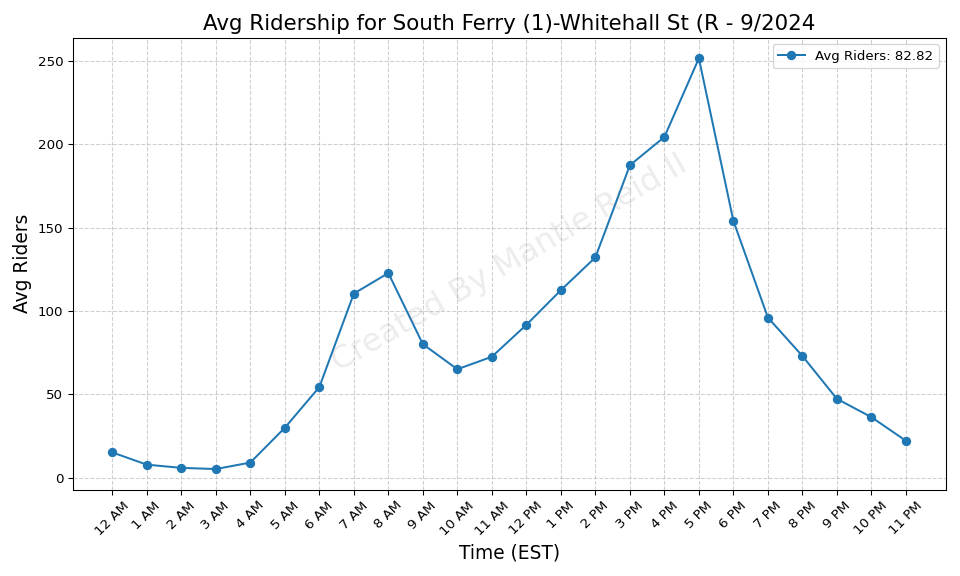 Avg Ridership for South Ferry (1)-Whitehall St (R - 9/2024
Avg Riders: 82.82
250
200
150
100
50
0
Avg Riders
Created By Mantle Reid II
12 AM 1 AM 2 AM 3 AM 4 AM 5 AM 6 AM 7 AM 8 AM 9 AM 10 AM 11 AM 12 PM 1 PM 2 PM 3 PM 4 PM 5 PM 6 PM 7 PM 8 PM 9 PM 10 PM 11 PM
Time (EST)